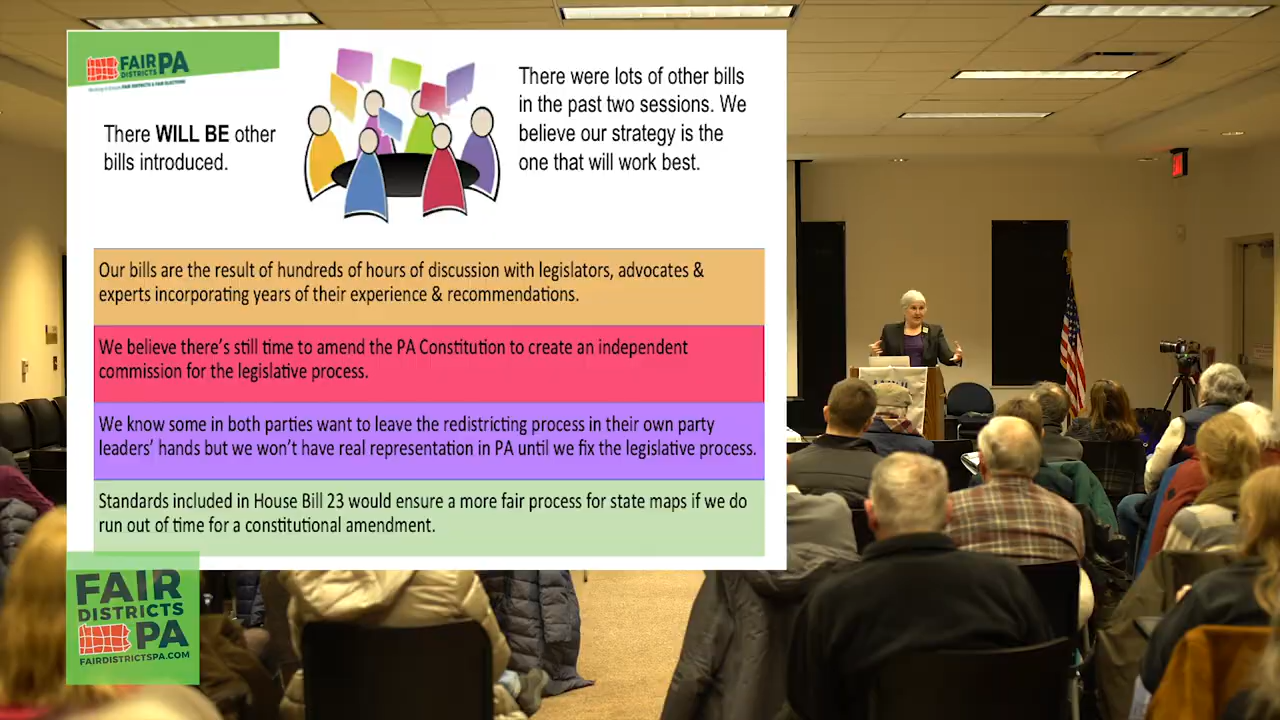 FAIR
DISTRICTS PA
There WILL BE other
bills introduced.
There were lots of other bills
in the past two sessions. We
believe our strategy is the
one that will work best.
Our bills are the result of hundreds of hours of discussion with legislators, advocates &
experts incorporating years of their experience & recommendations.
We believe there's still time to amend the PA Constitution to create an independent
commission for the legislative process.
We know some in both parties want to leave the redistricting process in their own party
leaders' hands but we won't have real representation in PA until we fix the legislative process.
Standards included in House Bill 23 would ensure a more fair process for state maps if we do
run out of time for a constitutional amendment.
FAIR
DISTRICTS
PA
FAIRDISTRICTSPA.COM